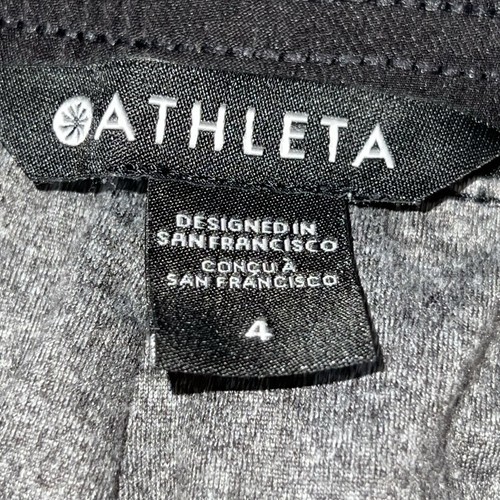 ATHLETA
DESIGNED IN
SAN FRANCISCO
CONÇU À
SAN FRANCISCO
4